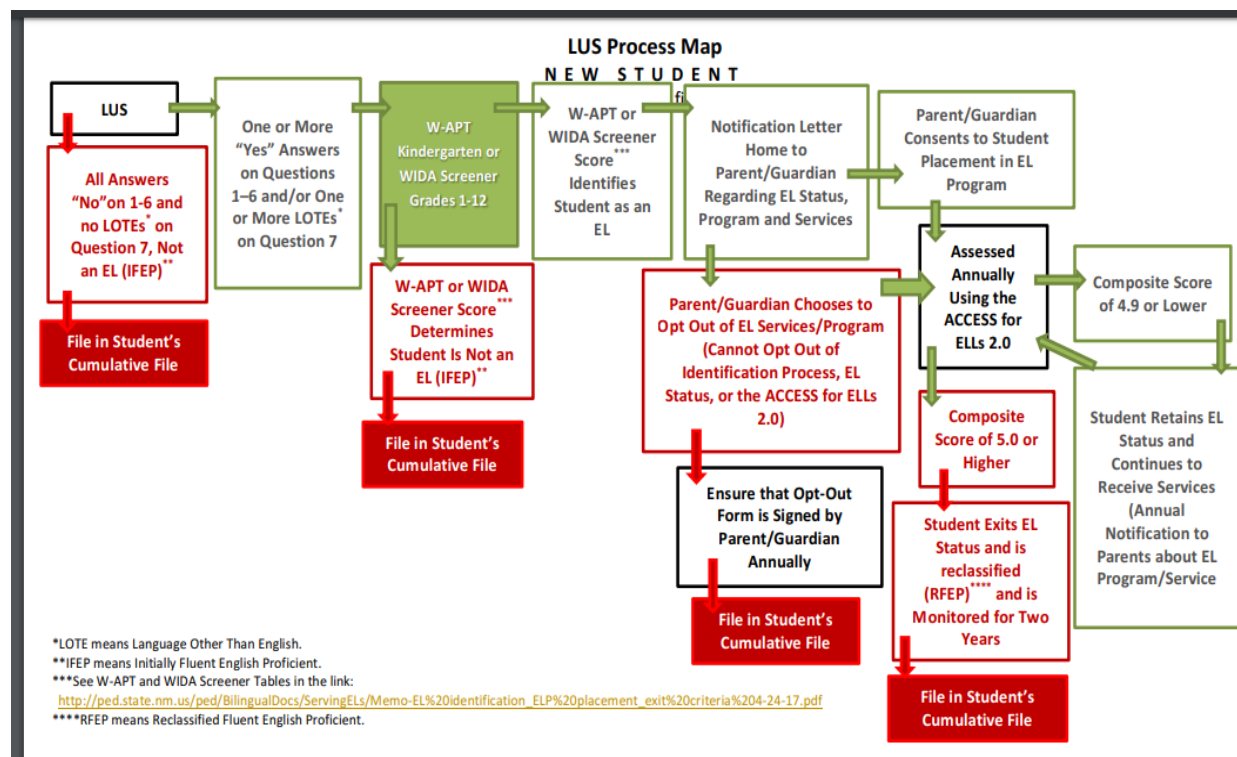 LUS Process Map
NEW STUDENT
LUS
One or More
“Yes” Answers
on Questions
1–6 and/or One
or More LOTEs*
on Question 7
W-APT
Kindergarten or
WIDA Screener
Grades 1-12
W-APT or
WIDA Screener
Score***
Identifies
Student as an
EL
Notification Letter
Home to
Parent/Guardian
Regarding EL Status,
Program and Services
Parent/Guardian
Consents to Student
Placement in EL
Program
All Answers
“No”on 1-6 and
no LOTEs* on
Question 7, Not
an EL (IFEP)**
File in Student’s
Cumulative File
W-APT or WIDA
Screener Score***
Determines
Student Is Not an
EL (IFEP)**
File in Student’s
Cumulative File
Parent/Guardian Chooses to
Opt Out of EL Services/Program
(Cannot Opt Out of
Identification Process, EL
Status, or the ACCESS for ELLs
2.0)
Ensure that Opt-Out
Form is Signed by
Parent/Guardian
Annually
File in Student’s
Cumulative File
Assessed
Annually
Using the
ACCESS for
ELLs 2.0
Composite Score
of 4.9 or Lower
Student Retains EL
Status and
Continues to
Receive Services
(Annual
Notification to
Parents about EL
Program/Service
Composite
Score of 5.0 or
Higher
Student Exits EL
Status and is
reclassified
(RFEP)**** and is
Monitored for Two
Years
File in Student’s
Cumulative File
*LOTE means Language Other Than English.
**IFEP means Initially Fluent English Proficient.
***See W-APT and WIDA Screener Tables in the link:
http://ped.state.nm.us/ped/BilingualDocs/ServingELs/Memo-EL%20identification_ELP%20placement_exit%20criteria%204-24-17.pdf
****RFEP means Reclassified Fluent English Proficient.